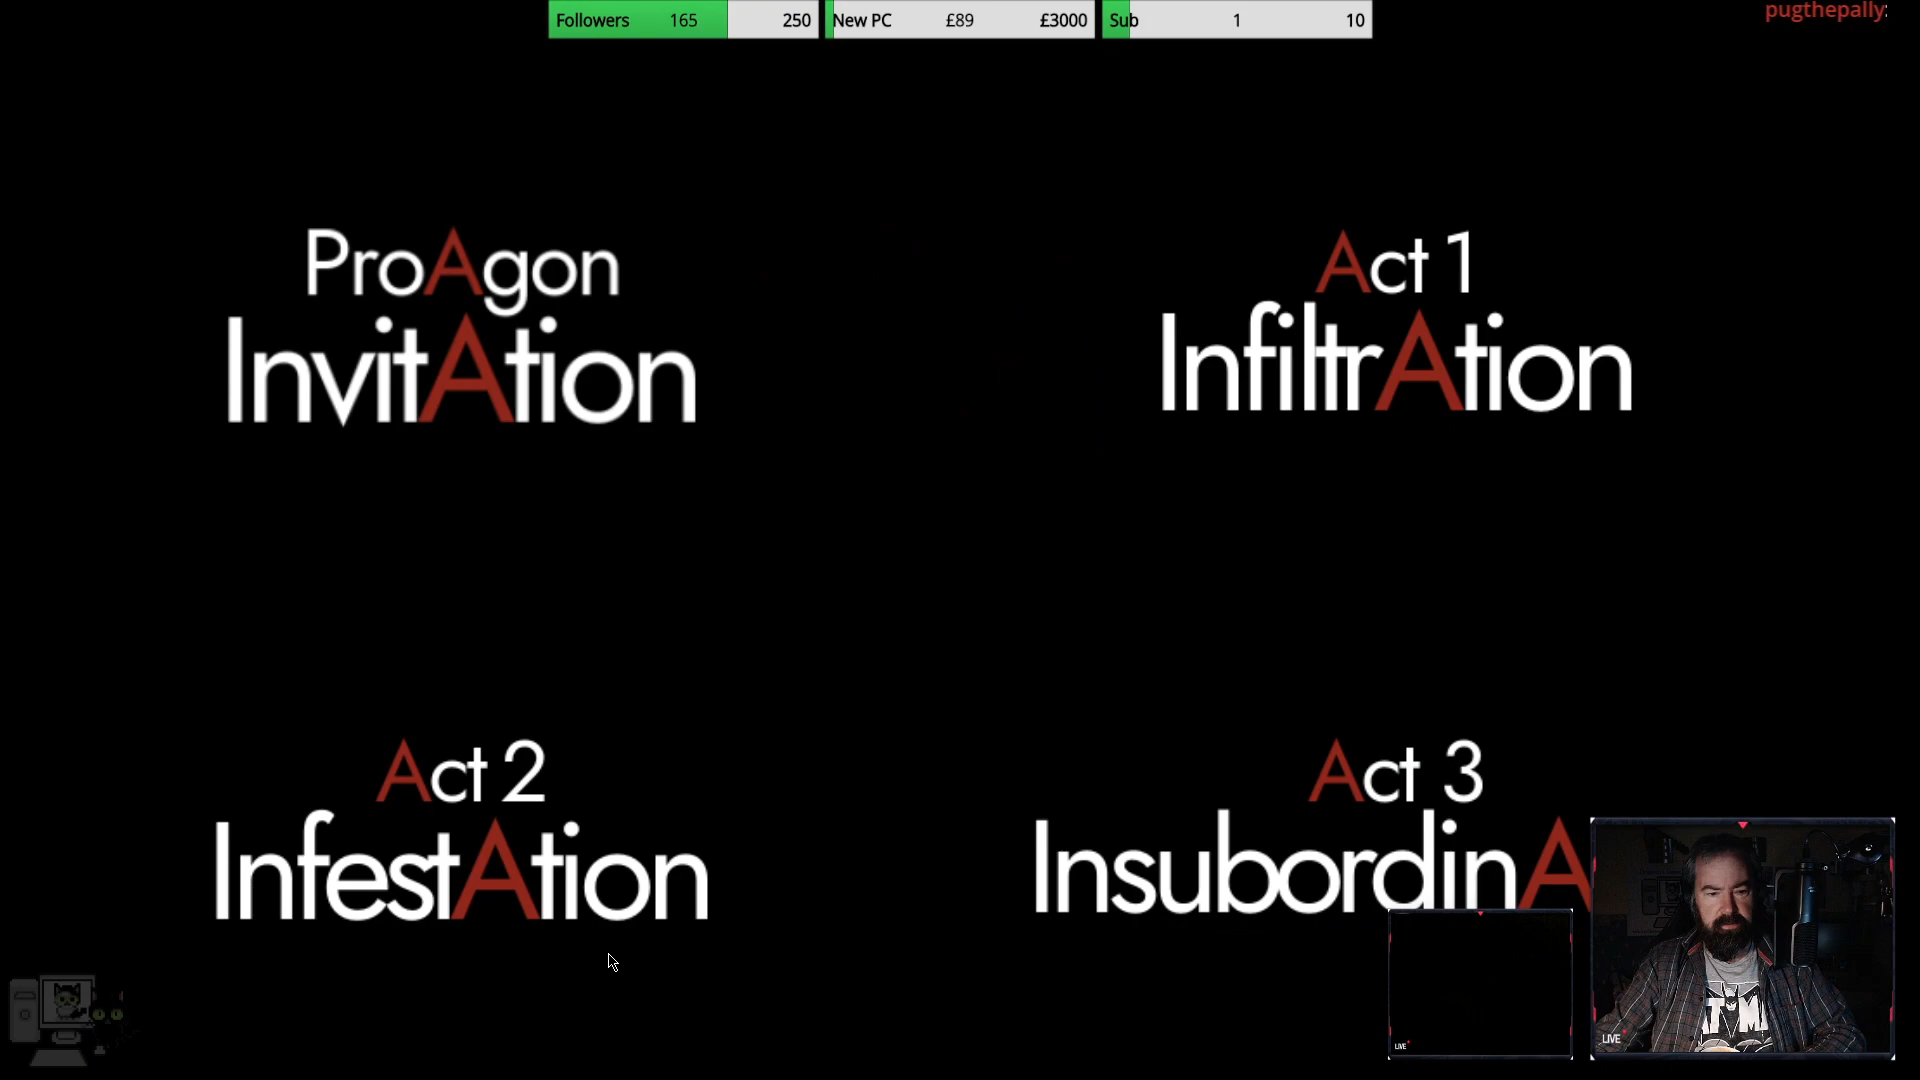 Followers 165 250 New PC £89 £3000 Sub 1 10
pugthepally:
ProAgon
InvitAtion
Act 1
InfiltrAtion
Act 2
InfestAtion
Act 3
InsubordinA
LIVE
LIVE